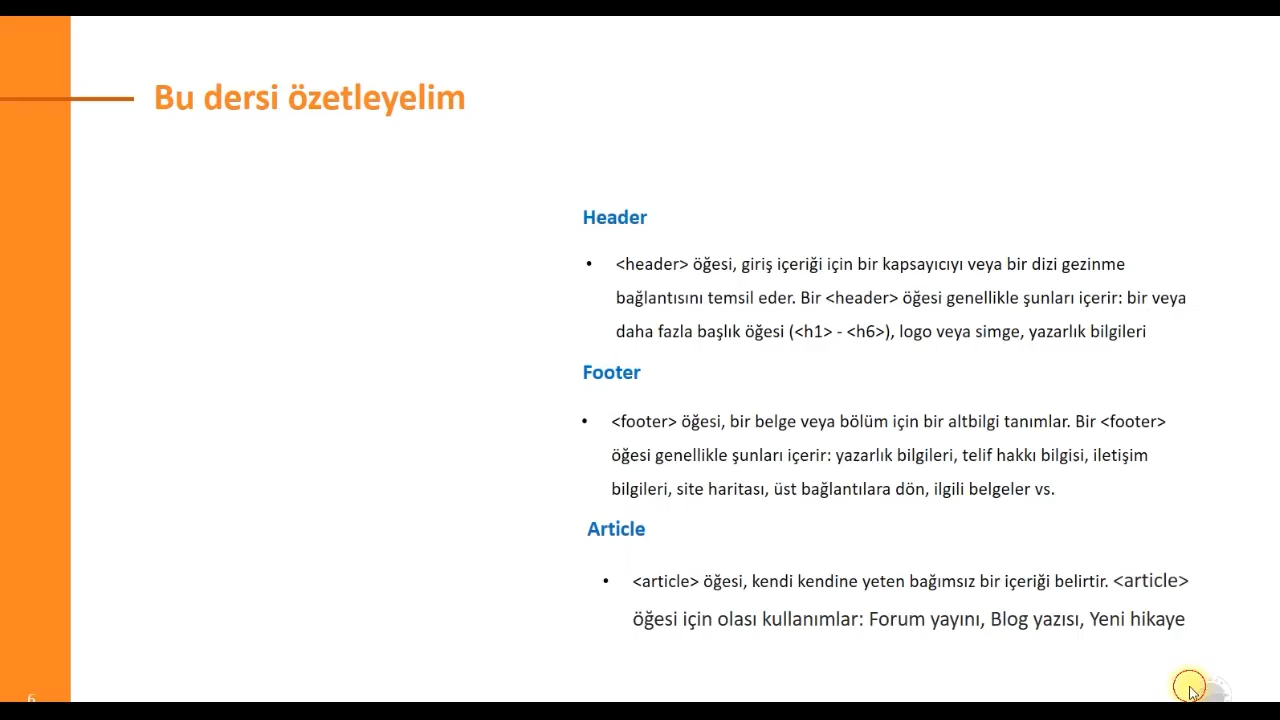 Bu dersi özetleyelim
Header
• <header> öğesi, giriş içeriği için bir kapsayıcıyı veya bir dizi gezinme
bağlantısını temsil eder. Bir <header> öğesi genellikle şunları içerir: bir veya
daha fazla başlık öğesi (<h1> - <h6>), logo veya simge, yazarlık bilgileri
Footer
• <footer> öğesi, bir belge veya bölüm için bir altbilgi tanımlar. Bir <footer>
öğesi genellikle şunları içerir: yazarlık bilgileri, telif hakkı bilgisi, iletişim
bilgileri, site haritası, üst bağlantılara dön, ilgili belgeler vs.
Article
• <article> öğesi, kendi kendine yeten bağımsız bir içeriği belirtir. <article>
öğesi için olası kullanımlar: Forum yayını, Blog yazısı, Yeni hikaye
6